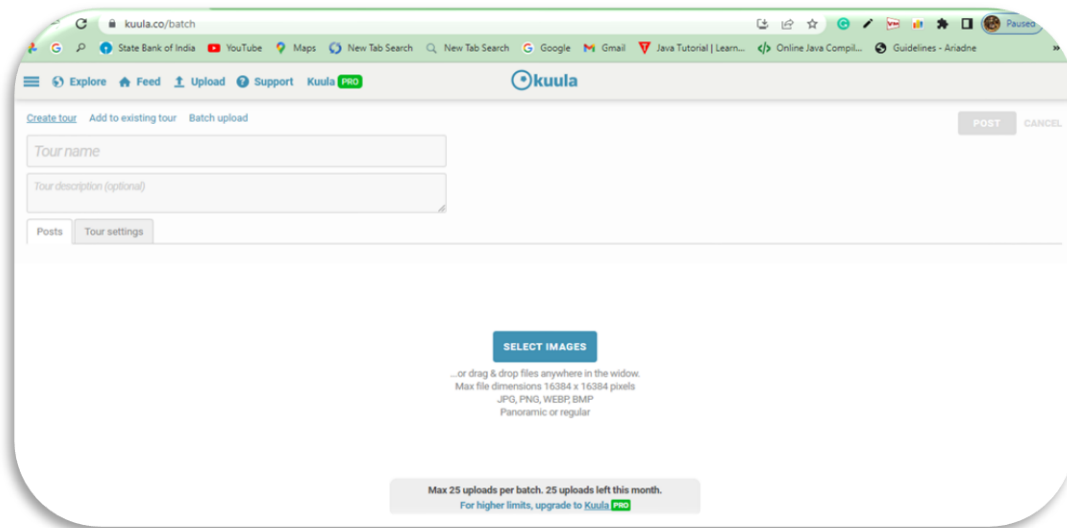 kuula.co/batch
Paused
State Bank of India YouTube Maps New Tab Search New Tab Search Google Gmail Java Tutorial | Learn... Online Java Compil... Guidelines - Ariadne »
Explore Feed Upload Support Kuula PRO
kuula
Create tour Add to existing tour Batch upload
POST CANCEL
Tour name
Tour description (optional)
Posts Tour settings
SELECT IMAGES
...or drag & drop files anywhere in the widow.
Max file dimensions 16384 x 16384 pixels
JPG, PNG, WEBP, BMP
Panoramic or regular
Max 25 uploads per batch. 25 uploads left this month.
For higher limits, upgrade to Kuula PRO